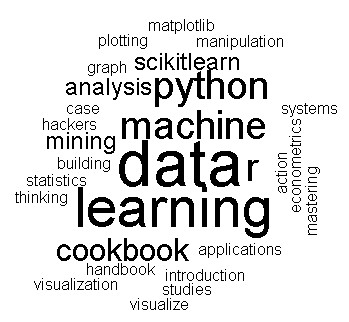 matplotlib
plotting manipulation
graph scikitlearn
analysis python
case systems
hackers machine
mining
building data r
statistics
thinking learning
action
econometrics
mastering
cookbook applications
handbook introduction
visualization studies
visualize